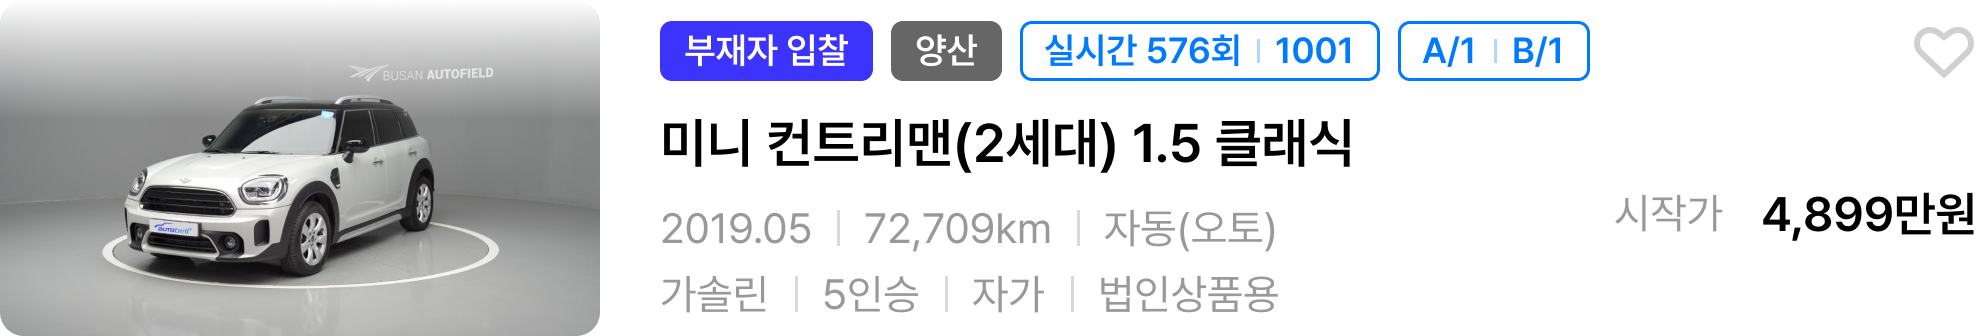 BUSAN AUTOFIELD
autobell
부재자 입찰 양산 실시간 576회 | 1001 A/1 | B/1
미니 컨트리맨(2세대) 1.5 클래식
2019.05 | 72,709km | 자동(오토)
가솔린 | 5인승 | 자가 | 법인상품용
시작가 4,899만원